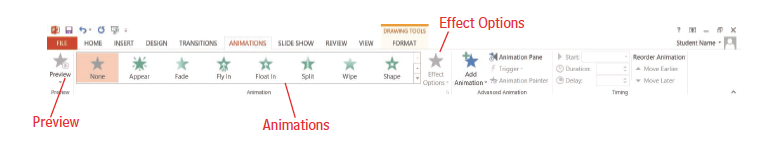 Effect Options
DRAWING TOOLS
FILE HOME INSERT DESIGN TRANSITIONS ANIMATIONS SLIDE SHOW REVIEW VIEW FORMAT Student Name
Preview None Appear Fade Fly In Float In Split Wipe Shape Effect Options Add Animation
Animation Pane Start: Reorder Animation
Trigger Duration: Move Earlier
Animation Painter Delay: Move Later
Preview Animation Advanced Animation Timing
Preview
Animations